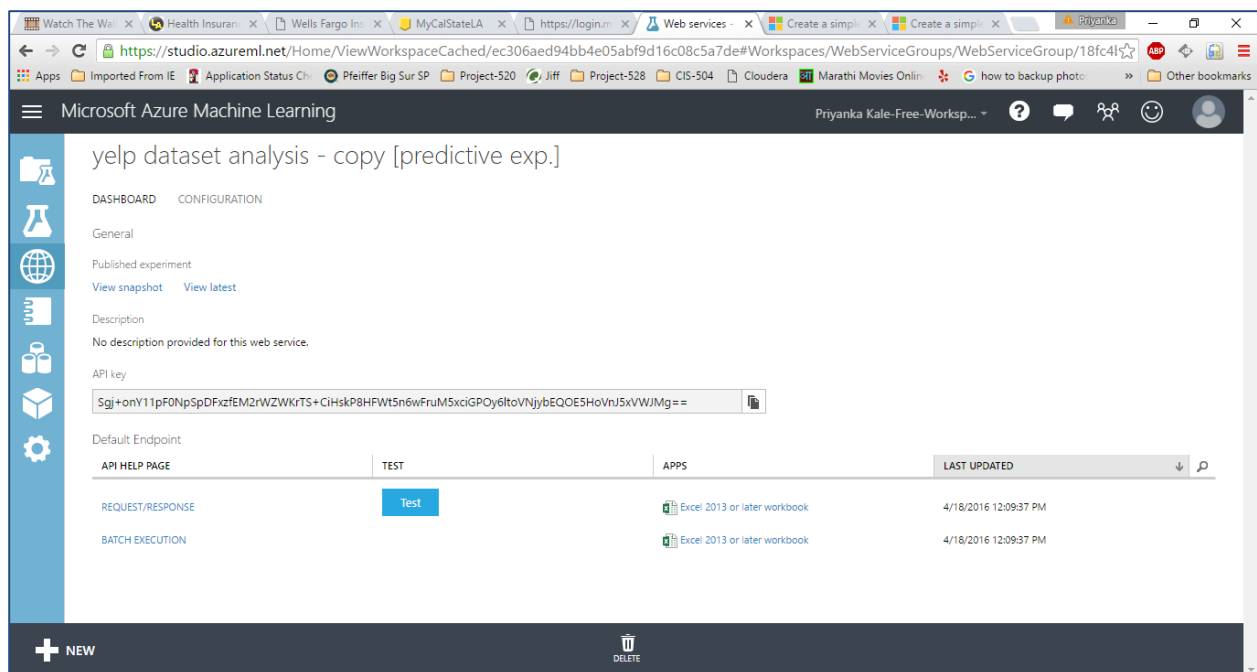 Watch The Wal
Health Insuran
Wells Fargo Ins
MyCalStateLA
https://login.m
Web services -
Create a simpl
Create a simpl
Priyanka
https://studio.azureml.net/Home/ViewWorkspaceCached/ec306aed94bb4e05abf9d16c08c5a7de#Workspaces/WebServiceGroups/WebServiceGroup/18fc4
ABP
Apps Imported From IE Application Status Ch Pfeiffer Big Sur SP Project-520 Jiff Project-528 CIS-504 Cloudera Marathi Movies Onlin how to backup photo » Other bookmarks
Microsoft Azure Machine Learning
Priyanka Kale-Free-Worksp...
yelp dataset analysis - copy [predictive exp.]
DASHBOARD CONFIGURATION
General
Published experiment
View snapshot View latest
Description
No description provided for this web service.
API key
Sgj+onY11pF0NpSpDFxzfEM2rWZWKrTS+CiHskP8HFWt5n6wFruM5xciGPOy6ltoVNjybEQOE5HoVnJ5xVWJMg==
Default Endpoint
API HELP PAGE TEST APPS LAST UPDATED
REQUEST/RESPONSE Test Excel 2013 or later workbook 4/18/2016 12:09:37 PM
BATCH EXECUTION Excel 2013 or later workbook 4/18/2016 12:09:37 PM
NEW
DELETE